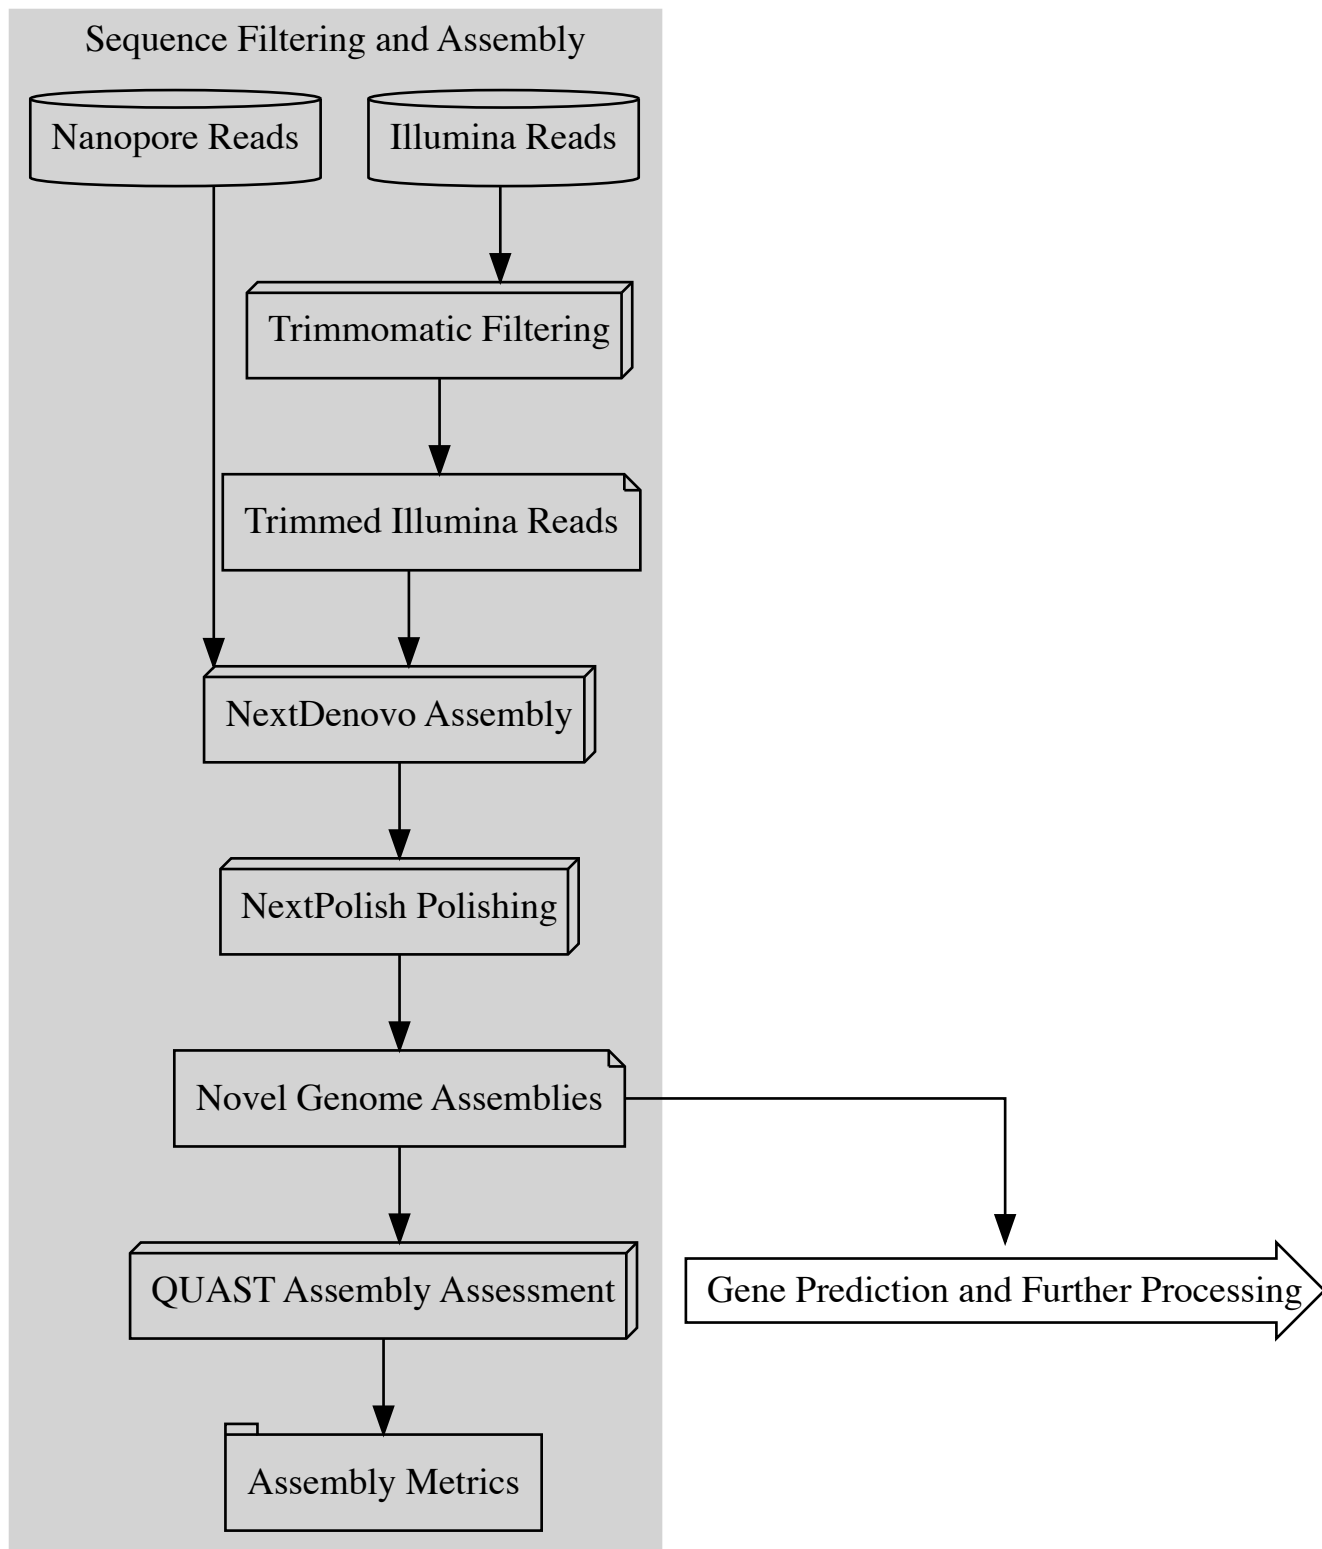 Sequence Filtering and Assembly
Nanopore Reads
Illumina Reads
Trimmomatic Filtering
Trimmed Illumina Reads
NextDenovo Assembly
NextPolish Polishing
Novel Genome Assemblies
QUAST Assembly Assessment
Gene Prediction and Further Processing
Assembly Metrics